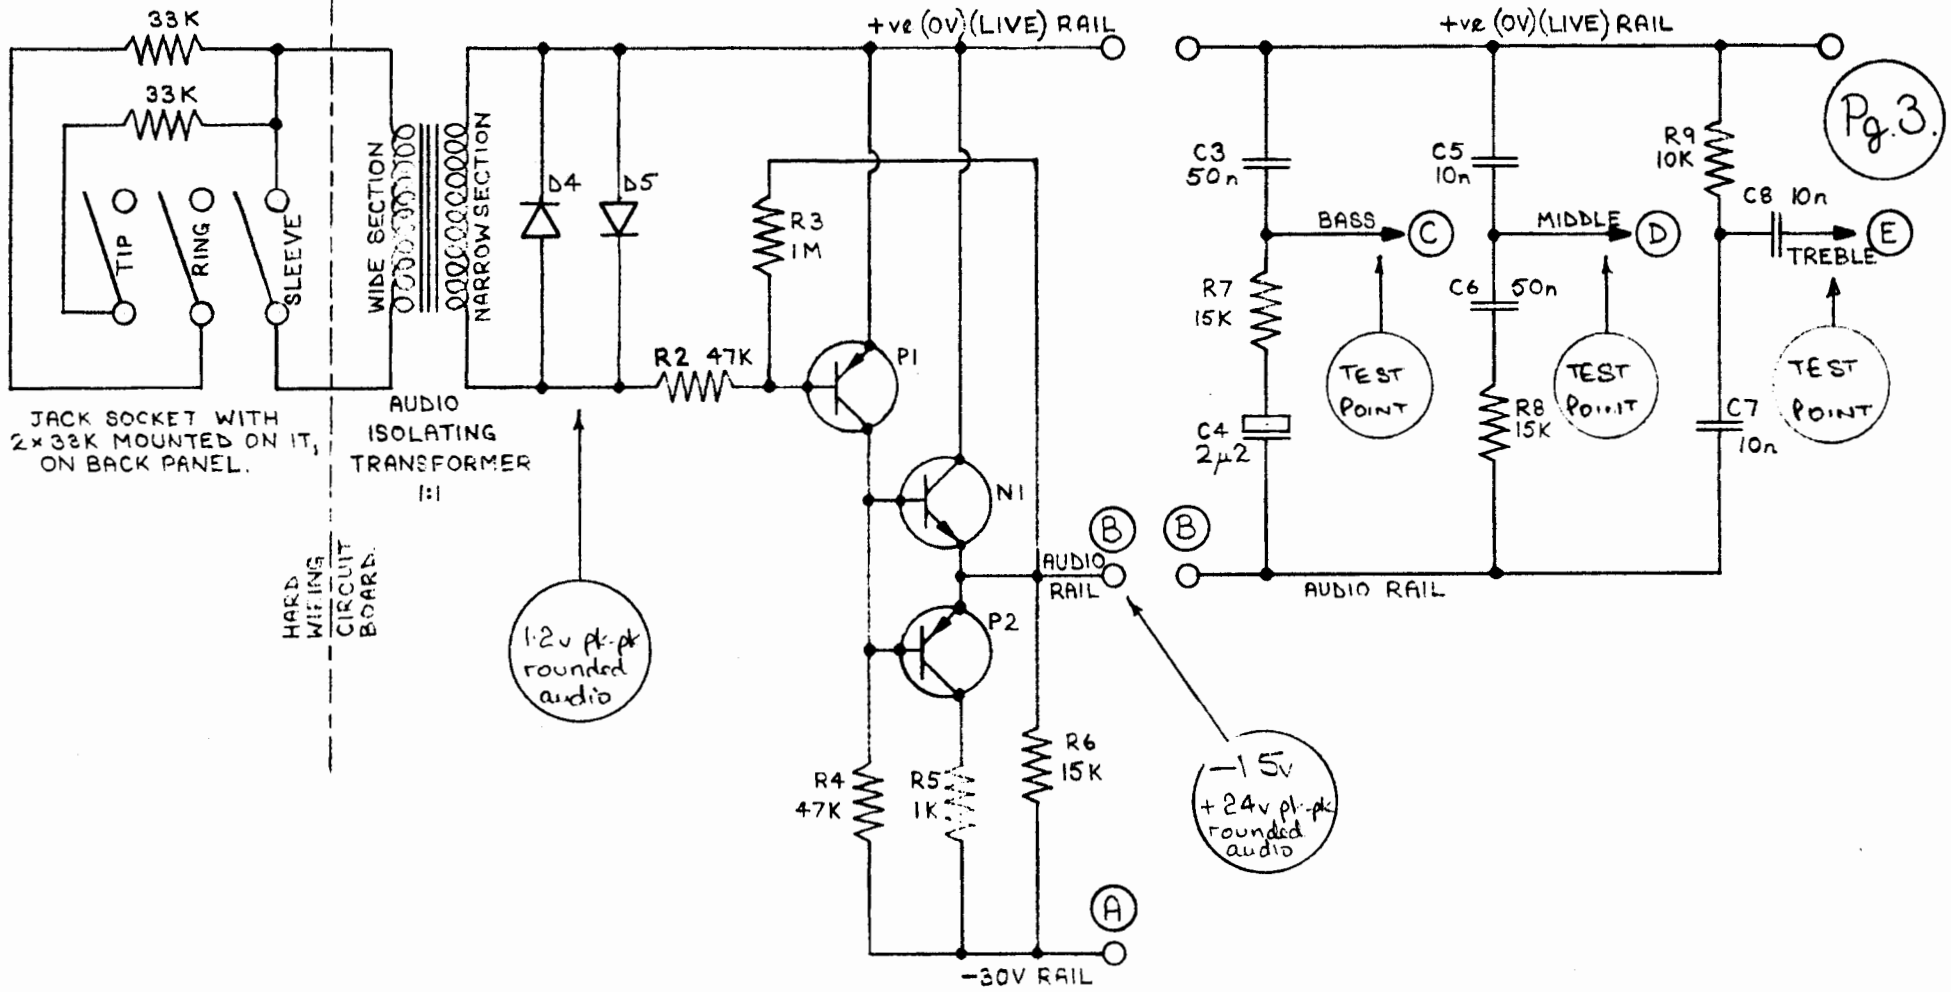 33K
33K
TIP
RING
SLEEVE
JACK SOCKET WITH
2×33K MOUNTED ON IT,
ON BACK PANEL.
HARD
WIRING
CIRCUIT
BOARD.
WIDE SECTION
NARROW SECTION
AUDIO
ISOLATING
TRANSFORMER
1:1
D4
D5
1.2v pk-pk
rounded
audio
R2 47K
R3
1M
P1
N1
P2
R4
47K
R5
1K
R6
15K
+ve (0V)(LIVE) RAIL
AUDIO
RAIL
B
A
-30V RAIL
-15v
+24v pk-pk
rounded
audio
+ve (0V)(LIVE) RAIL
Pg.3.
C3
50n
BASS
C
R7
15K
C4
2μ2
TEST
POINT
C5
10n
MIDDLE
D
C6
50n
R8
15K
TEST
POINT
R9
10K
C8 10n
TREBLE
E
C7
10n
TEST
POINT
B
AUDIO RAIL